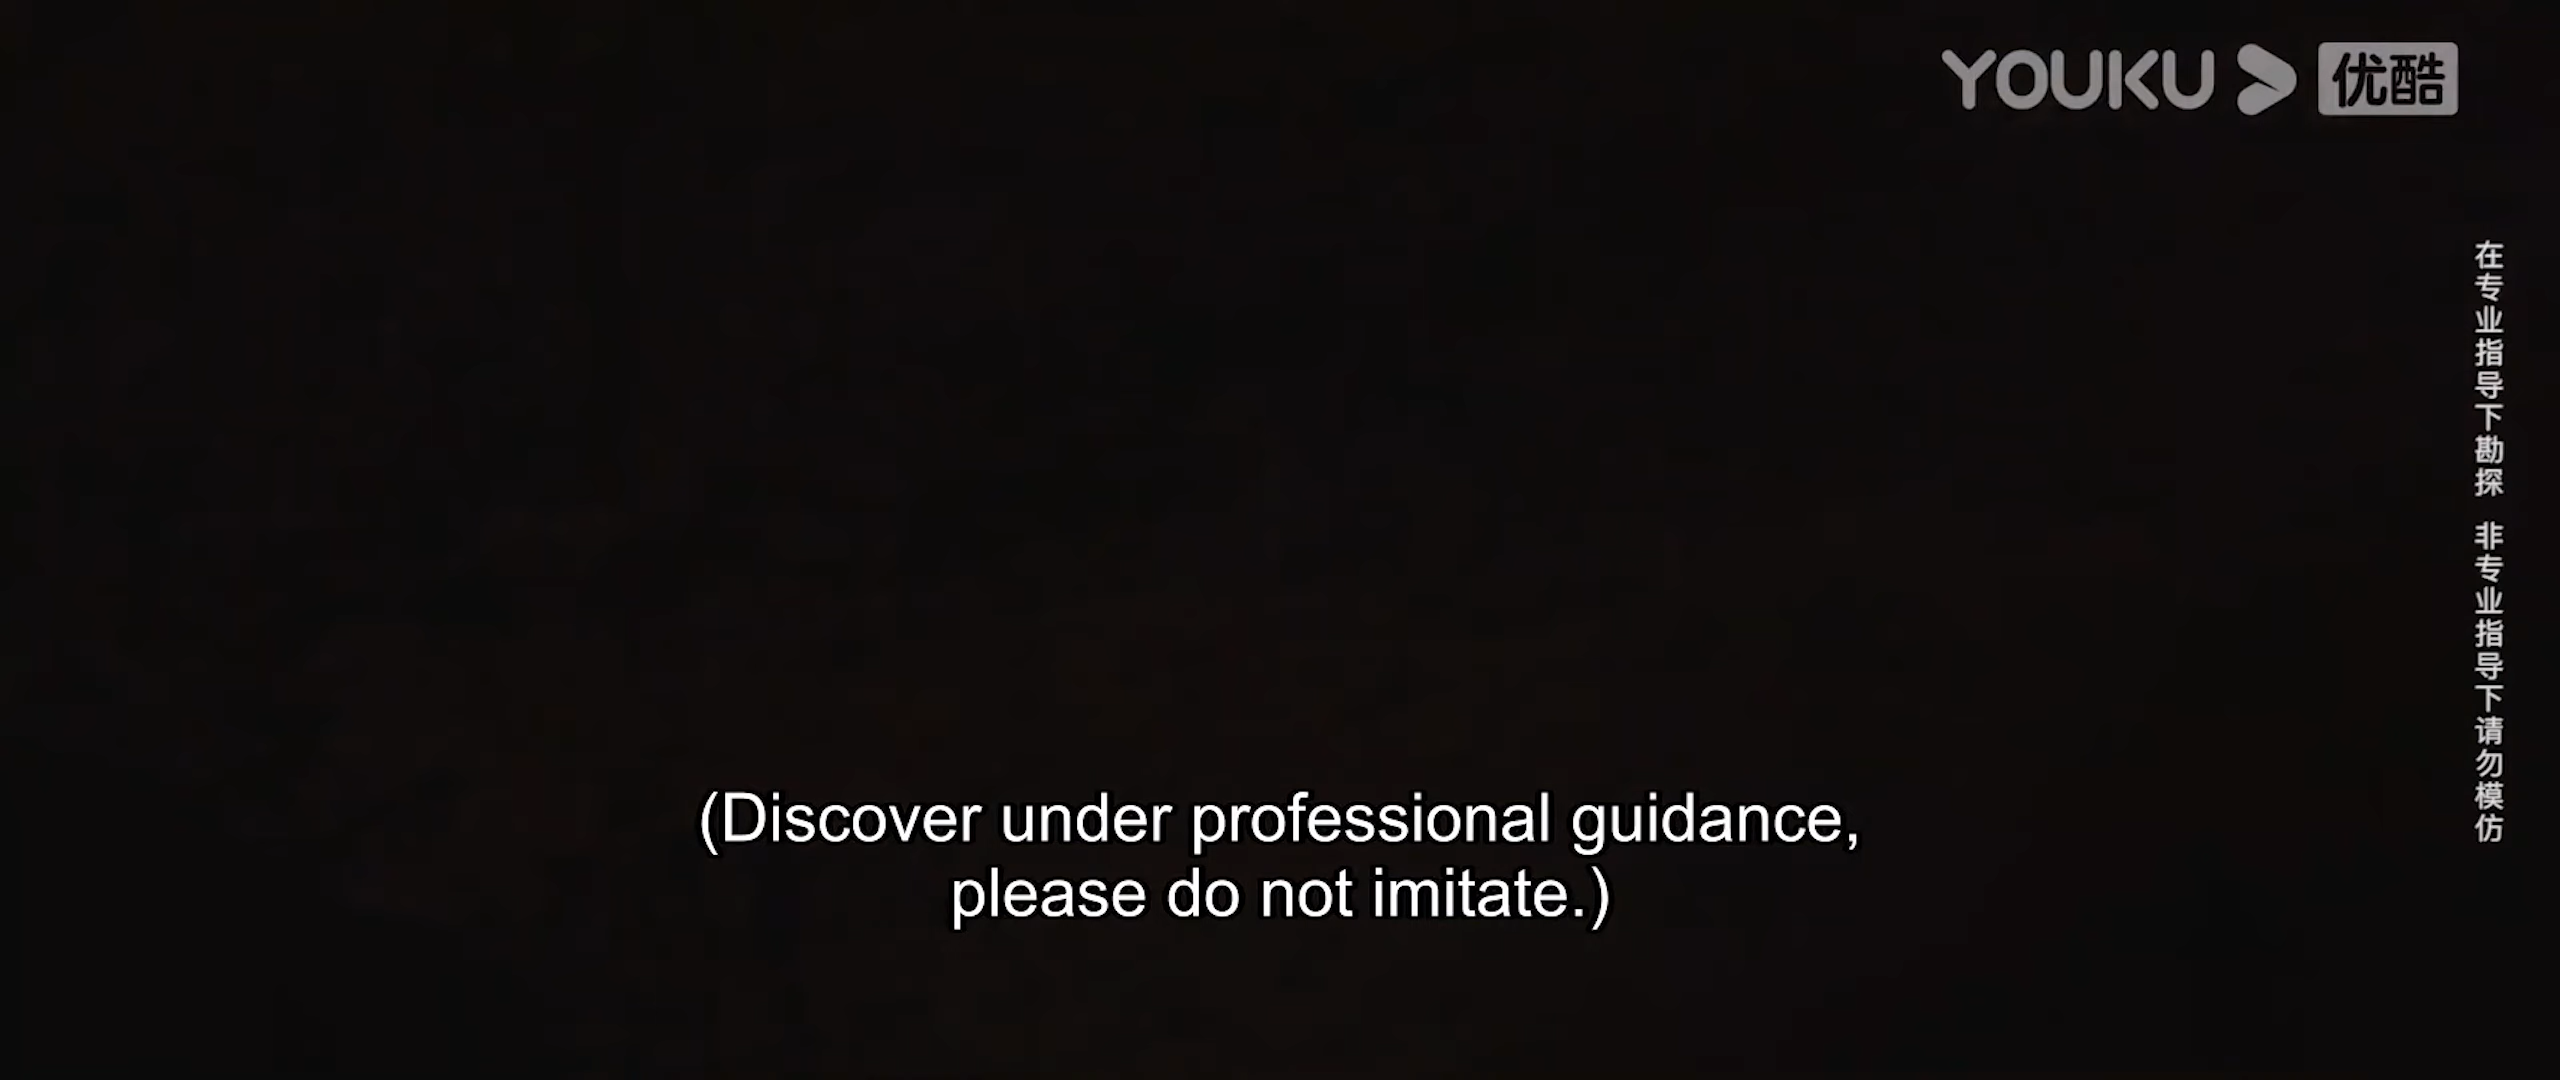 YOUKU 优酷
在专业指导下勘探 非专业指导下请勿模仿
(Discover under professional guidance,
please do not imitate.)